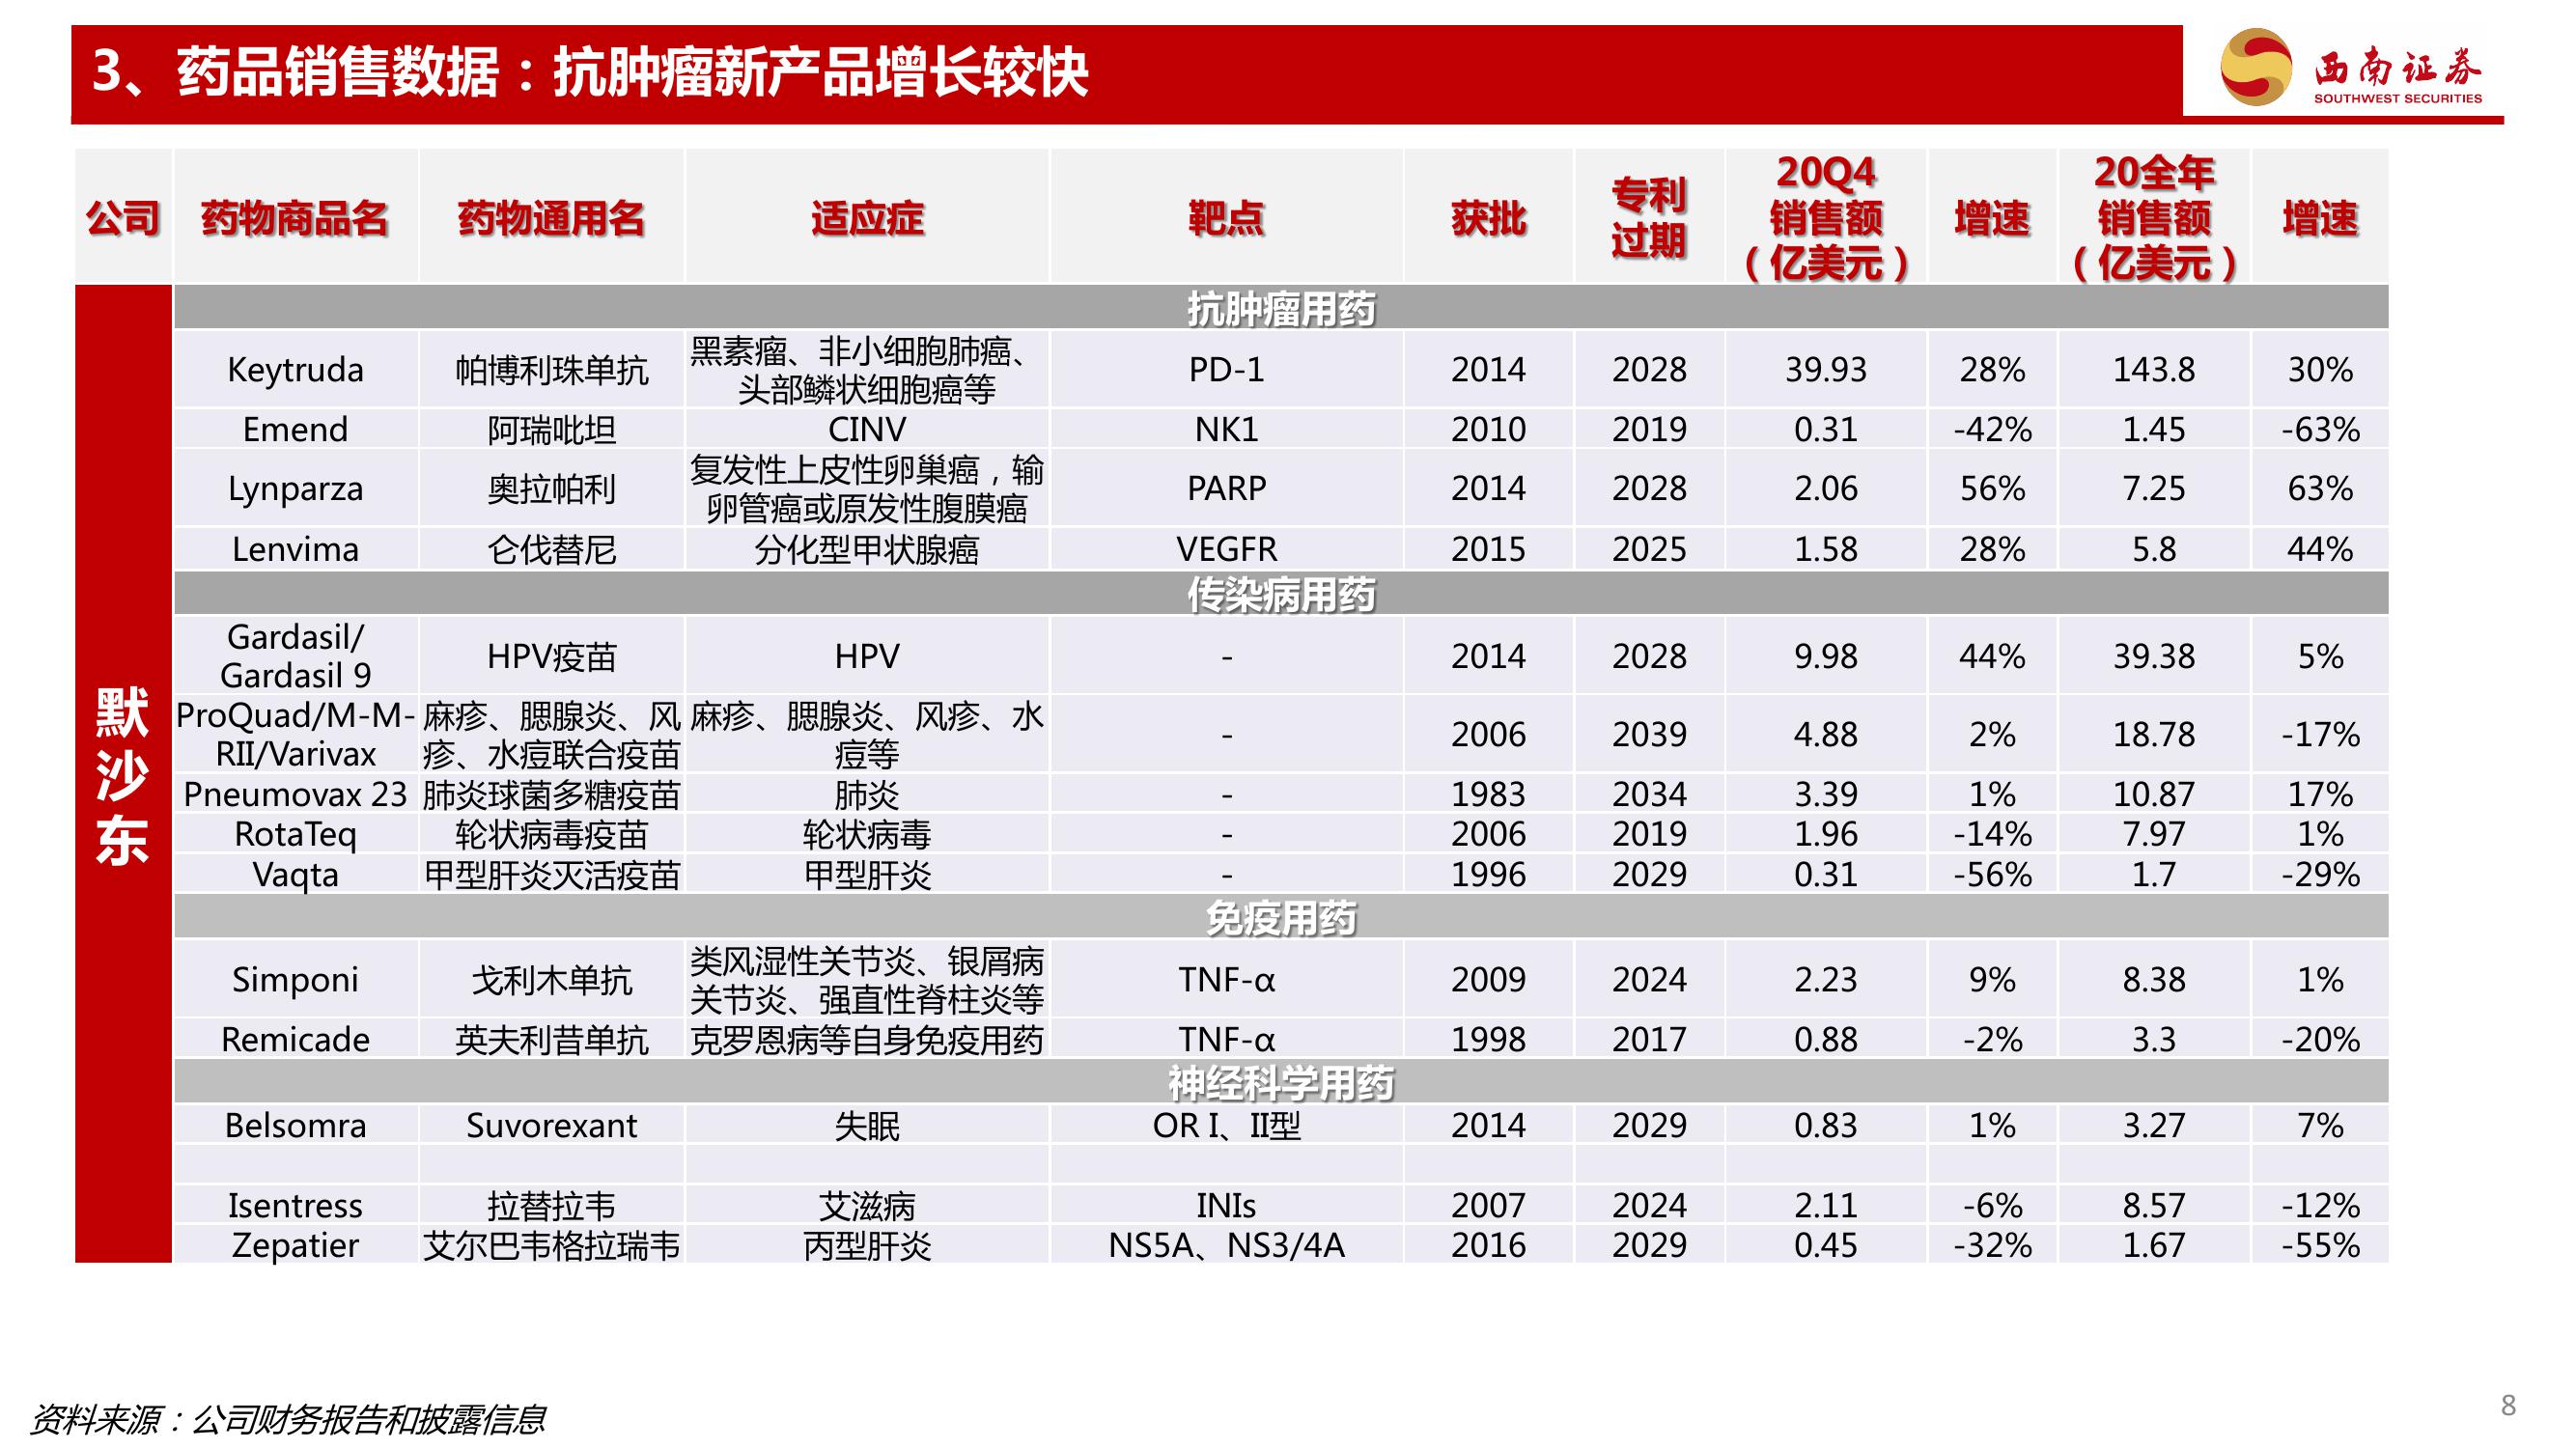 3、药品销售数据：抗肿瘤新产品增长较快
西南证券
SOUTHWEST SECURITIES
公司 药物商品名 药物通用名 适应症 靶点 获批 专利过期 20Q4销售额（亿美元） 增速 20全年销售额（亿美元） 增速
默沙东
抗肿瘤用药
Keytruda 帕博利珠单抗 黑素瘤、非小细胞肺癌、头部鳞状细胞癌等 PD-1 2014 2028 39.93 28% 143.8 30%
Emend 阿瑞吡坦 CINV NK1 2010 2019 0.31 -42% 1.45 -63%
Lynparza 奥拉帕利 复发性上皮性卵巢癌，输卵管癌或原发性腹膜癌 PARP 2014 2028 2.06 56% 7.25 63%
Lenvima 仑伐替尼 分化型甲状腺癌 VEGFR 2015 2025 1.58 28% 5.8 44%
传染病用药
Gardasil/Gardasil 9 HPV疫苗 HPV - 2014 2028 9.98 44% 39.38 5%
ProQuad/M-M-RII/Varivax 麻疹、腮腺炎、风疹、水痘联合疫苗 麻疹、腮腺炎、风疹、水痘等 - 2006 2039 4.88 2% 18.78 -17%
Pneumovax 23 肺炎球菌多糖疫苗 肺炎 - 1983 2034 3.39 1% 10.87 17%
RotaTeq 轮状病毒疫苗 轮状病毒 - 2006 2019 1.96 -14% 7.97 1%
Vaqta 甲型肝炎灭活疫苗 甲型肝炎 - 1996 2029 0.31 -56% 1.7 -29%
免疫用药
Simponi 戈利木单抗 类风湿性关节炎、银屑病关节炎、强直性脊柱炎等 TNF-α 2009 2024 2.23 9% 8.38 1%
Remicade 英夫利昔单抗 克罗恩病等自身免疫用药 TNF-α 1998 2017 0.88 -2% 3.3 -20%
神经科学用药
Belsomra Suvorexant 失眠 OR I、II型 2014 2029 0.83 1% 3.27 7%
Isentress 拉替拉韦 艾滋病 INIs 2007 2024 2.11 -6% 8.57 -12%
Zepatier 艾尔巴韦格拉瑞韦 丙型肝炎 NS5A、NS3/4A 2016 2029 0.45 -32% 1.67 -55%
资料来源：公司财务报告和披露信息
8